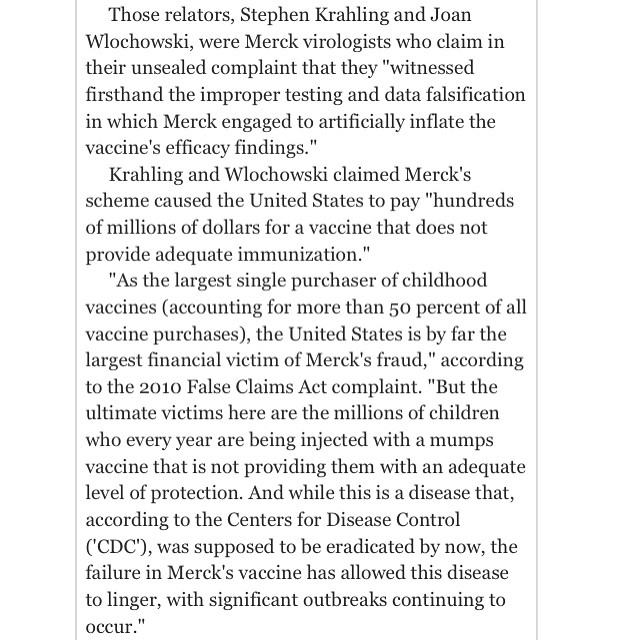 Those relators, Stephen Krahling and Joan
Wlochowski, were Merck virologists who claim in
their unsealed complaint that they "witnessed
firsthand the improper testing and data falsification
in which Merck engaged to artificially inflate the
vaccine's efficacy findings."
Krahling and Wlochowski claimed Merck's
scheme caused the United States to pay "hundreds
of millions of dollars for a vaccine that does not
provide adequate immunization."
"As the largest single purchaser of childhood
vaccines (accounting for more than 50 percent of all
vaccine purchases), the United States is by far the
largest financial victim of Merck's fraud," according
to the 2010 False Claims Act complaint. "But the
ultimate victims here are the millions of children
who every year are being injected with a mumps
vaccine that is not providing them with an adequate
level of protection. And while this is a disease that,
according to the Centers for Disease Control
('CDC'), was supposed to be eradicated by now, the
failure in Merck's vaccine has allowed this disease
to linger, with significant outbreaks continuing to
occur."